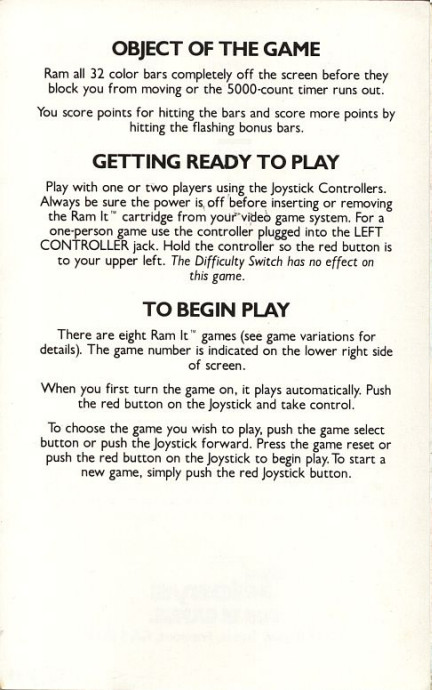 OBJECT OF THE GAME
Ram all 32 color bars completely off the screen before they
block you from moving or the 5000-count timer runs out.
You score points for hitting the bars and score more points by
hitting the flashing bonus bars.
GETTING READY TO PLAY
Play with one or two players using the Joystick Controllers.
Always be sure the power is off before inserting or removing
the Ram It™ cartridge from your video game system. For a
one-person game use the controller plugged into the LEFT
CONTROLLER jack. Hold the controller so the red button is
to your upper left. The Difficulty Switch has no effect on
this game.
TO BEGIN PLAY
There are eight Ram It™ games (see game variations for
details). The game number is indicated on the lower right side
of screen.
When you first turn the game on, it plays automatically. Push
the red button on the Joystick and take control.
To choose the game you wish to play, push the game select
button or push the Joystick forward. Press the game reset or
push the red button on the Joystick to begin play. To start a
new game, simply push the red Joystick button.